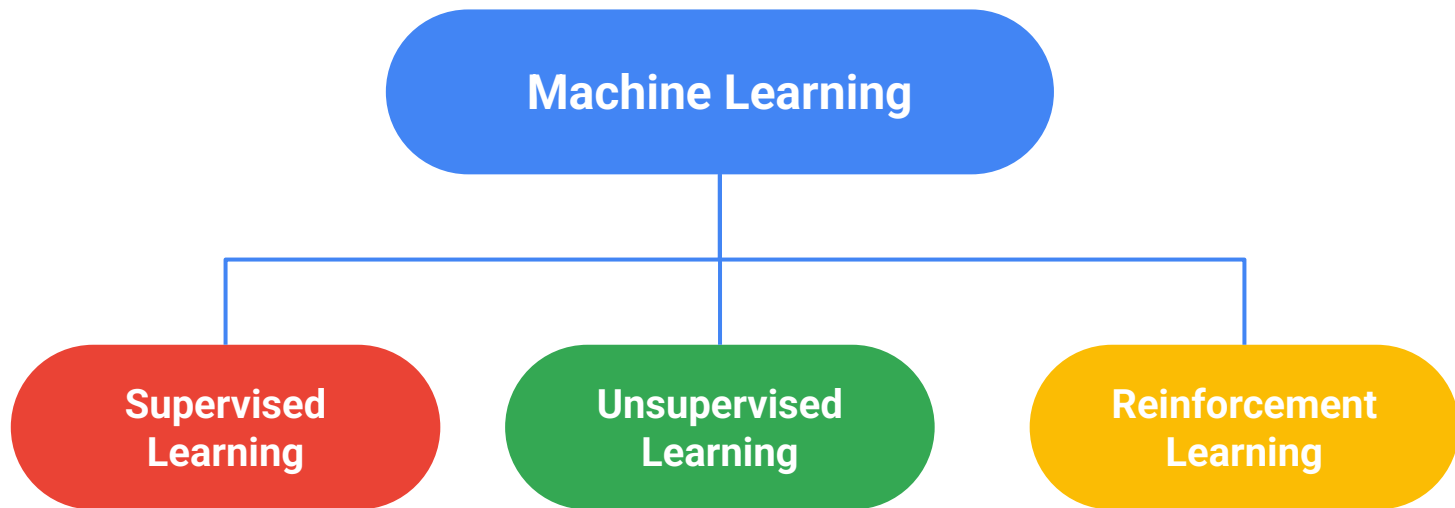 Machine Learning
Supervised
Learning
Unsupervised
Learning
Reinforcement
Learning